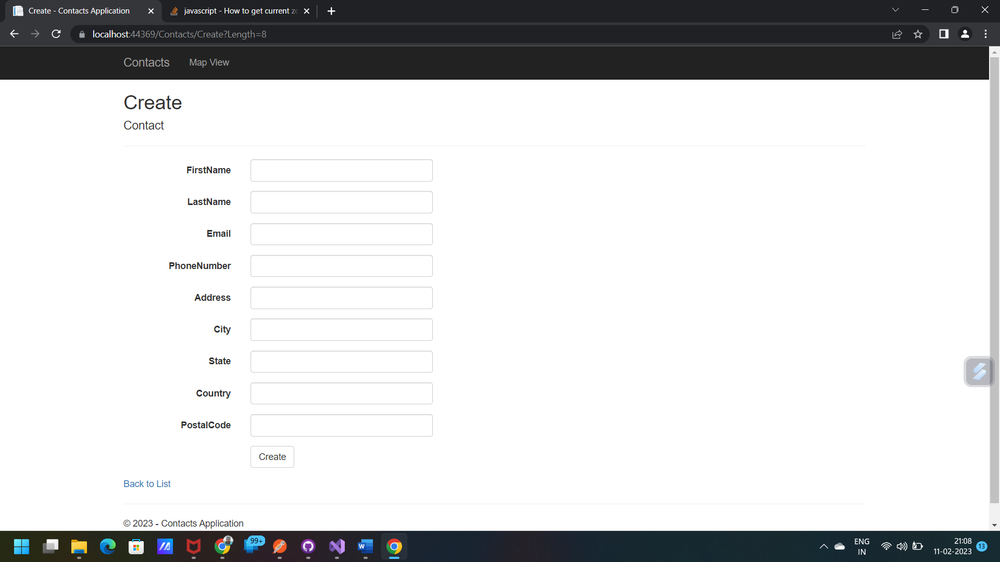 Create - Contacts Application
javascript - How to get current zo
localhost:44369/Contacts/Create?Length=8
Contacts Map View
Create
Contact
FirstName
LastName
Email
PhoneNumber
Address
City
State
Country
PostalCode
Create
Back to List
© 2023 - Contacts Application
99+
W
ENG
IN
21:08
11-02-2023
13